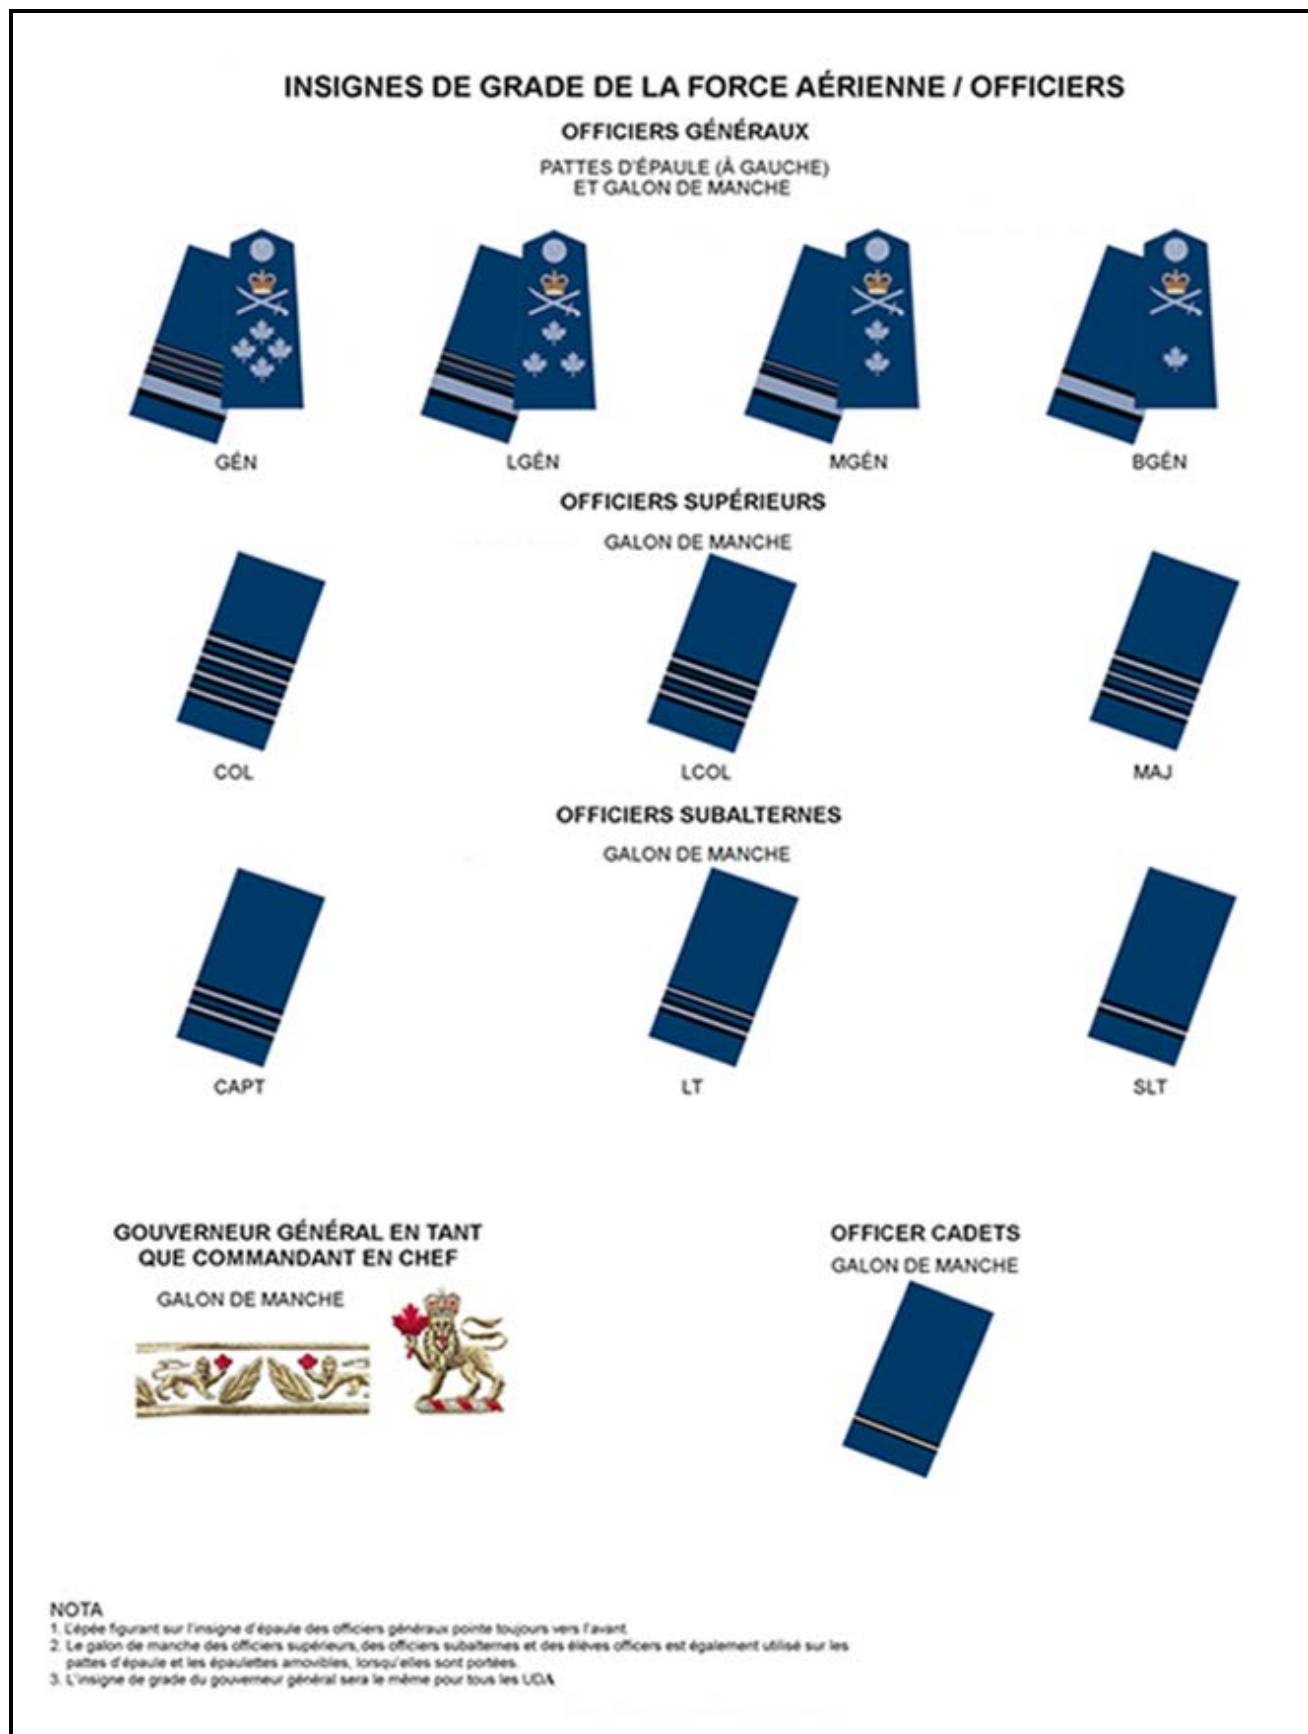 INSIGNES DE GRADE DE LA FORCE AÉRIENNE / OFFICIERS
OFFICIERS GÉNÉRAUX
PATTES D'ÉPAULE (À GAUCHE)
ET GALON DE MANCHE
GÉN LGÉN MGÉN BGÉN
OFFICIERS SUPÉRIEURS
GALON DE MANCHE
COL LCOL MAJ
OFFICIERS SUBALTERNES
GALON DE MANCHE
CAPT LT SLT
GOUVERNEUR GÉNÉRAL EN TANT
QUE COMMANDANT EN CHEF
GALON DE MANCHE
OFFICER CADETS
GALON DE MANCHE
NOTA
1. L'épée figurant sur l'insigne d'épaule des officiers généraux pointe toujours vers l'avant.
2. Le galon de manche des officiers supérieurs, des officiers subalternes et des élèves officers est également utilisé sur les
pattes d'épaule et les épaulettes amovibles, lorsqu'elles sont portées.
3. L'insigne de grade du gouverneur général sera le même pour tous les UDA